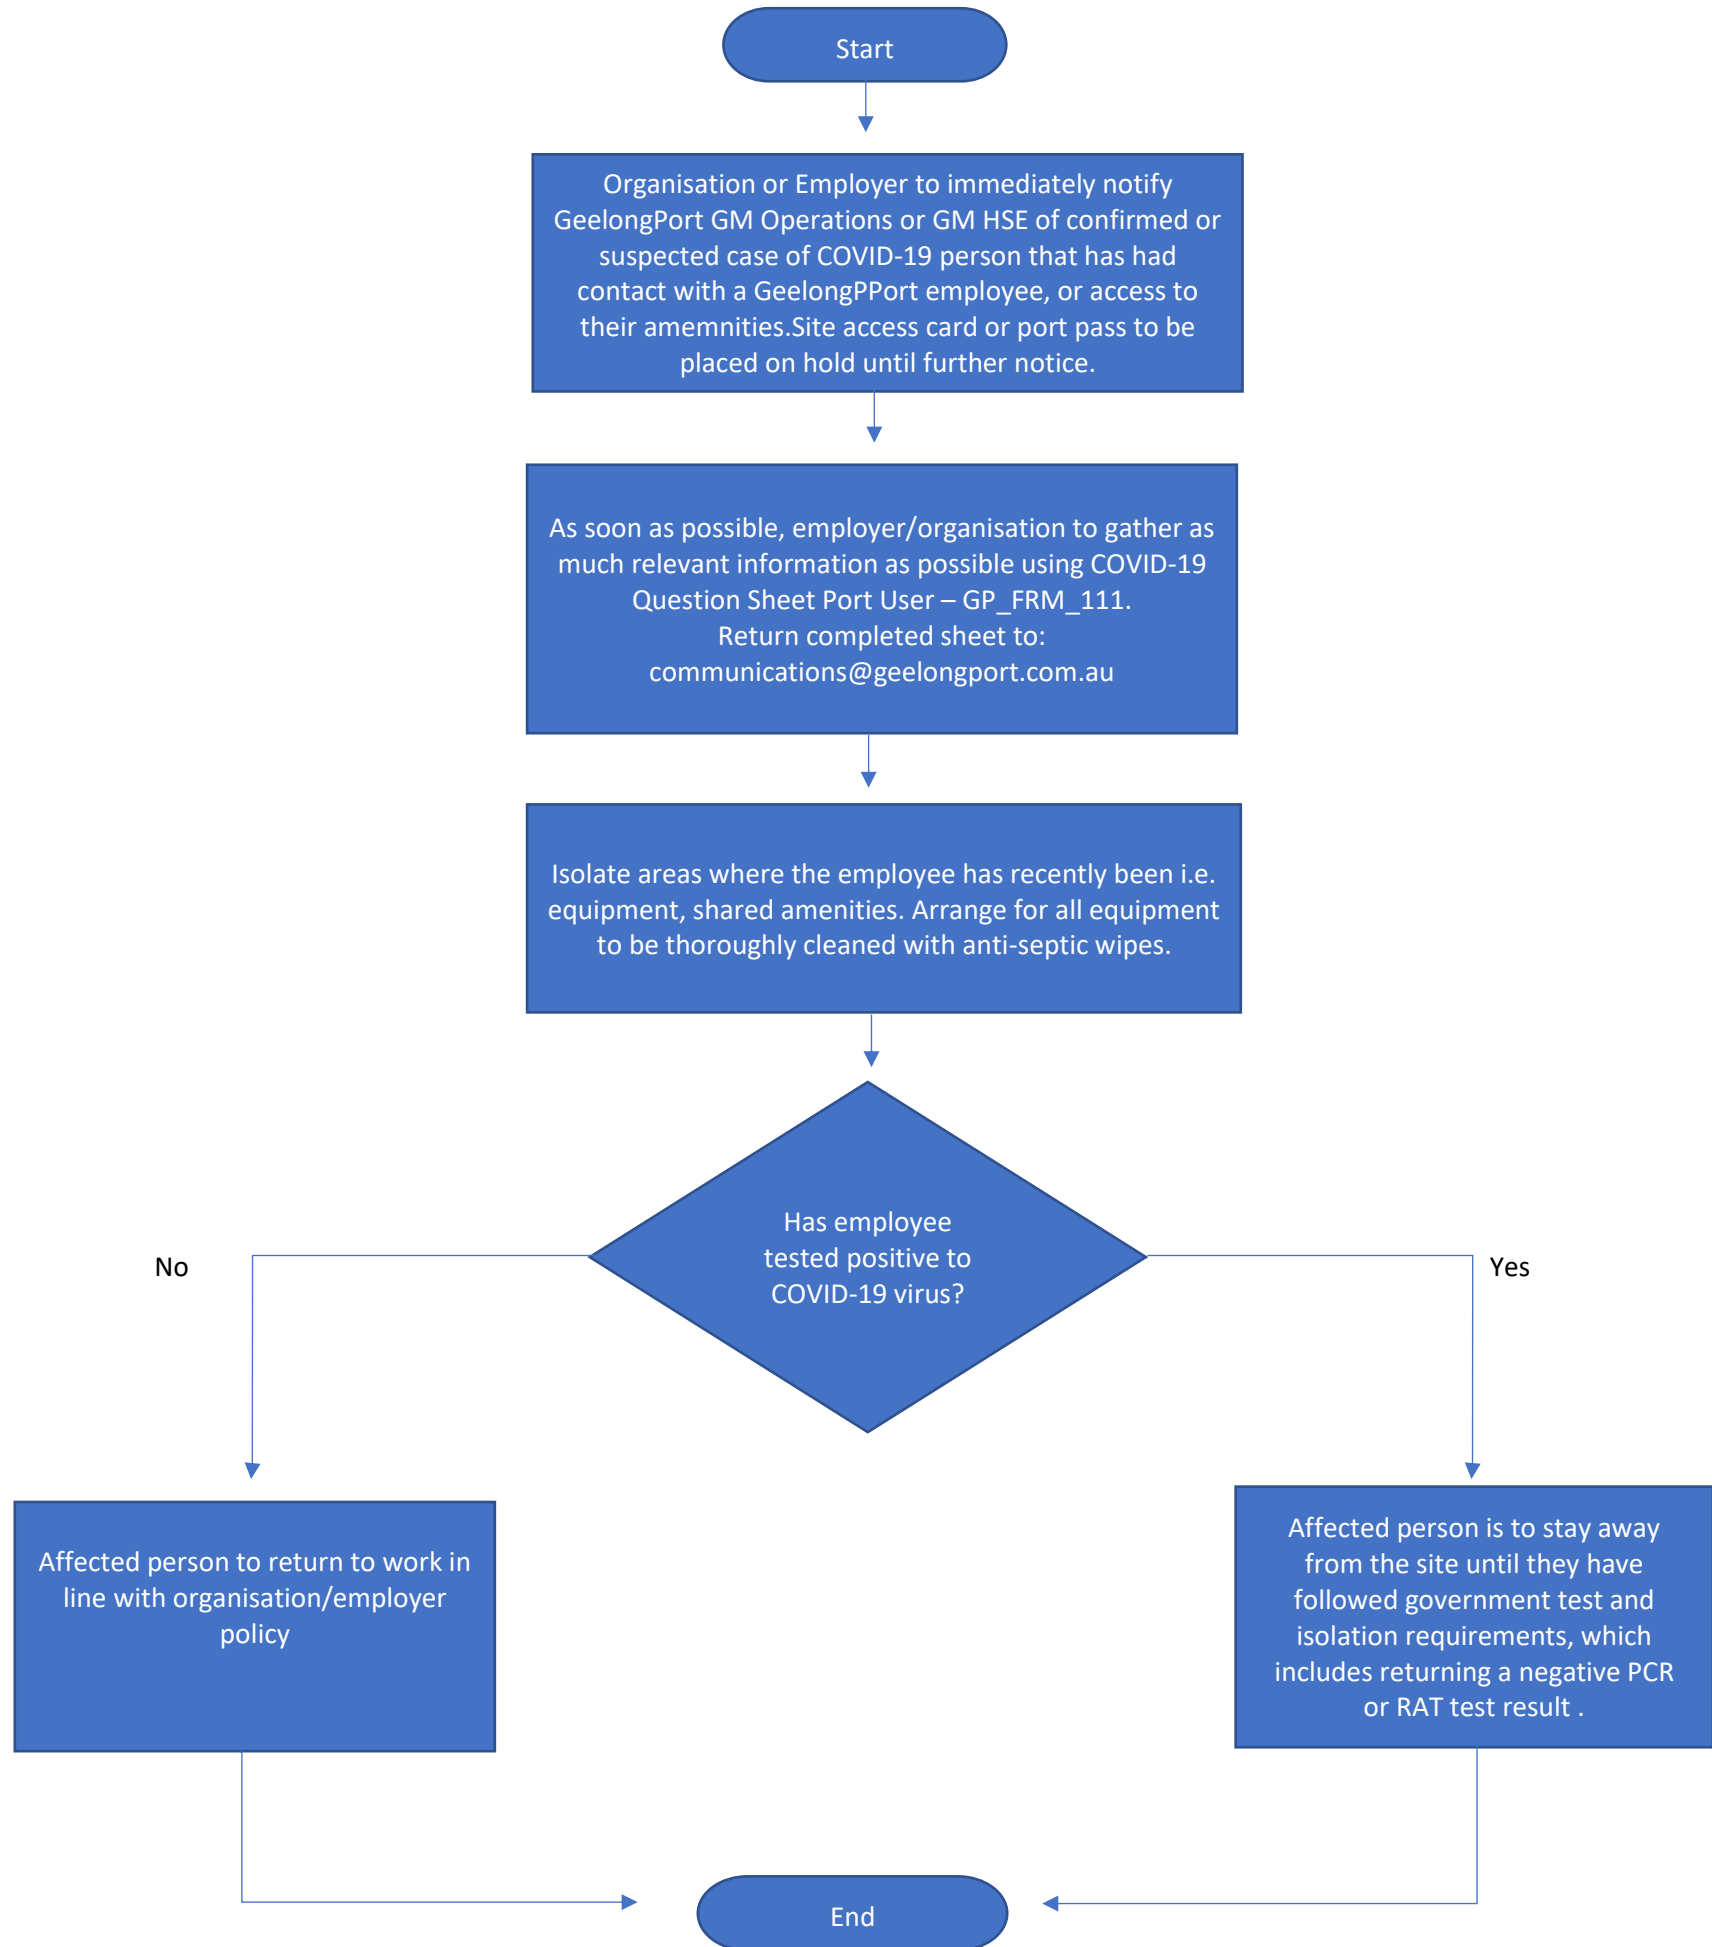 Start
Organisation or Employer to immediately notify
GeelongPort GM Operations or GM HSE of confirmed or
suspected case of COVID-19 person that has had
contact with a GeelongPPort employee, or access to
their amemnities.Site access card or port pass to be
placed on hold until further notice.
As soon as possible, employer/organisation to gather as
much relevant information as possible using COVID-19
Question Sheet Port User – GP_FRM_111.
Return completed sheet to:
communications@geelongport.com.au
Isolate areas where the employee has recently been i.e.
equipment, shared amenities. Arrange for all equipment
to be thoroughly cleaned with anti-septic wipes.
Has employee
tested positive to
COVID-19 virus?
No
Yes
Affected person to return to work in
line with organisation/employer
policy
Affected person is to stay away
from the site until they have
followed government test and
isolation requirements, which
includes returning a negative PCR
or RAT test result .
End